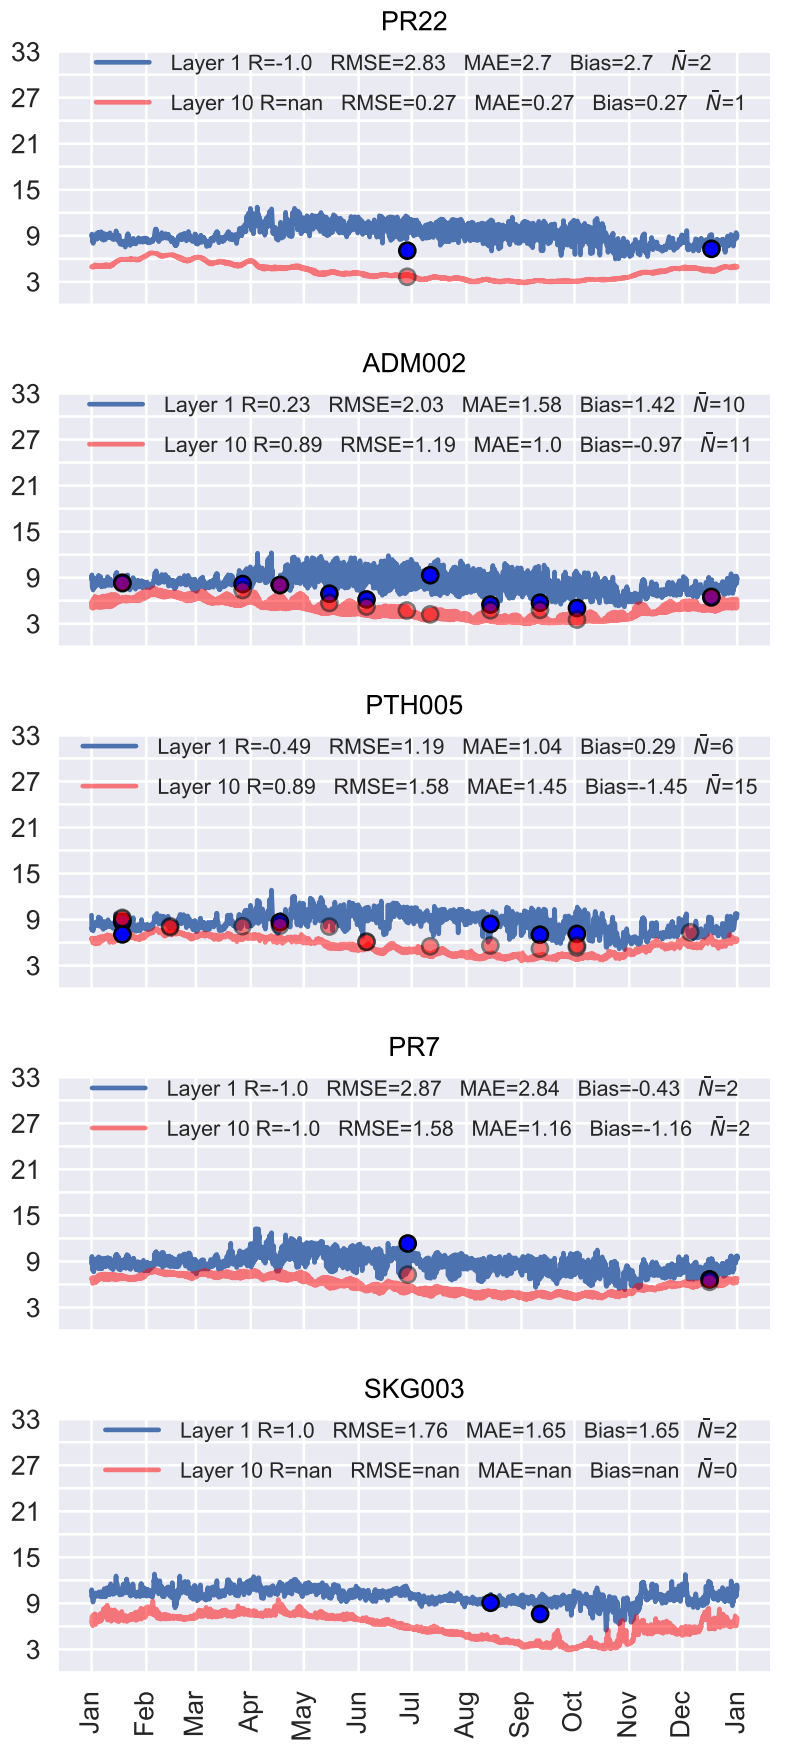 PR22
33
Layer 1 R=-1.0 RMSE=2.83 MAE=2.7 Bias=2.7 N̄=2
27
Layer 10 R=nan RMSE=0.27 MAE=0.27 Bias=0.27 N̄=1
21
15
9
3
ADM002
33
Layer 1 R=0.23 RMSE=2.03 MAE=1.58 Bias=1.42 N̄=10
27
Layer 10 R=0.89 RMSE=1.19 MAE=1.0 Bias=-0.97 N̄=11
21
15
9
3
PTH005
33
Layer 1 R=-0.49 RMSE=1.19 MAE=1.04 Bias=0.29 N̄=6
27
Layer 10 R=0.89 RMSE=1.58 MAE=1.45 Bias=-1.45 N̄=15
21
15
9
3
PR7
33
Layer 1 R=-1.0 RMSE=2.87 MAE=2.84 Bias=-0.43 N̄=2
27
Layer 10 R=-1.0 RMSE=1.58 MAE=1.16 Bias=-1.16 N̄=2
21
15
9
3
SKG003
33
Layer 1 R=1.0 RMSE=1.76 MAE=1.65 Bias=1.65 N̄=2
27
Layer 10 R=nan RMSE=nan MAE=nan Bias=nan N̄=0
21
15
9
3
Jan Feb Mar Apr May Jun Jul Aug Sep Oct Nov Dec Jan